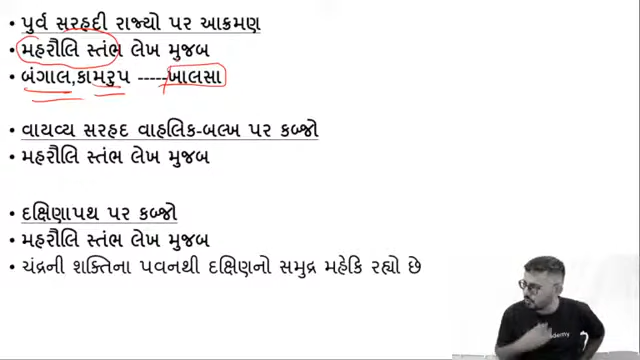 • પુર્વ સરહદી રાજ્યો પર આક્રમણ
• મહરૌલિ સ્તંભ લેખ મુજબ
• બંગાલ,કામરુપ -----ખાલસા
• વાયવ્ય સરહદ વાહલિક-બલ્ખ પર કબ્જો
• મહરૌલિ સ્તંભ લેખ મુજબ
• દક્ષિણાપથ પર કબ્જો
• મહરૌલિ સ્તંભ લેખ મુજબ
• ચંદ્રની શક્તિના પવનથી દક્ષિણનો સમુદ્ર મહેકિ રહ્યો છે